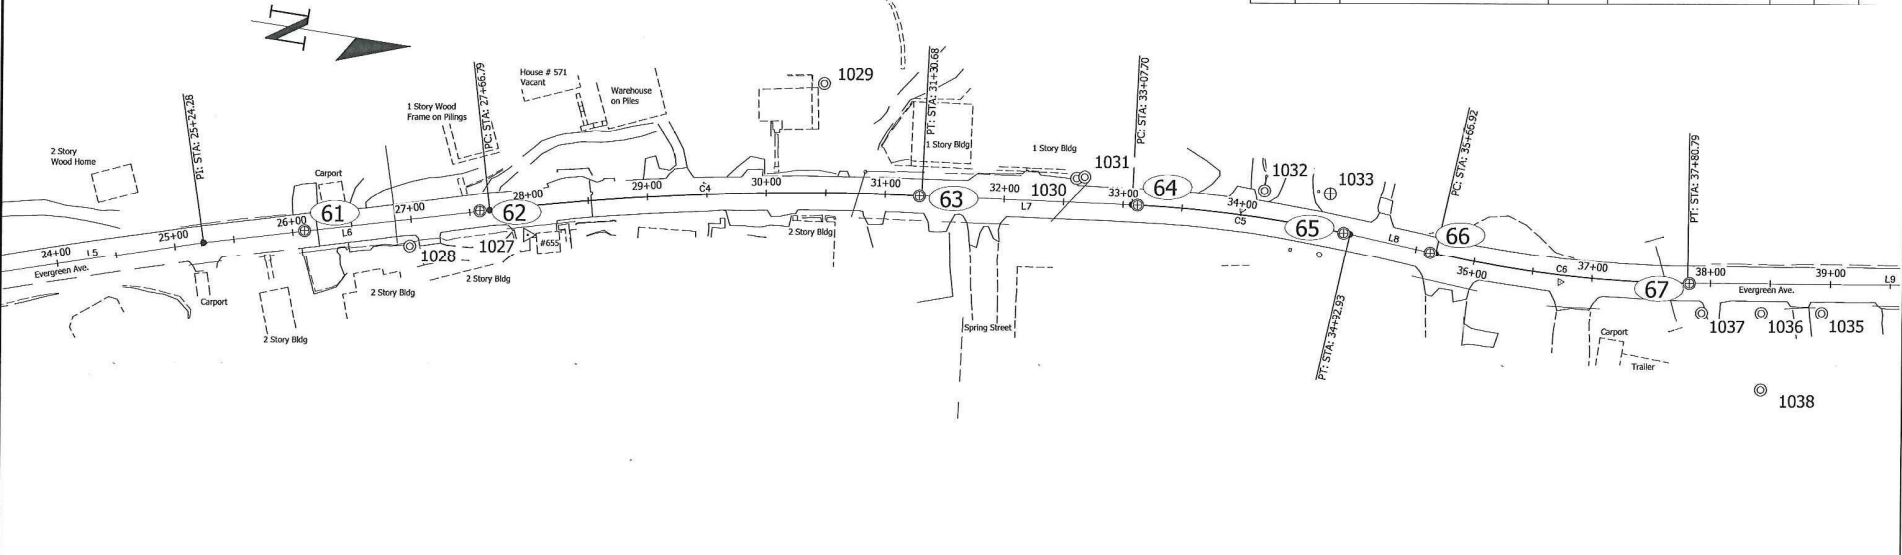 N
PI: STA: 25+24.28
PC: STA: 27+66.79
House # 571
Vacant
Warehouse
on Piles
1029
PT: STA: 31+30.68
PC: STA: 33+07.70
PC: STA: 35+66.92
PT: STA: 37+80.79
1 Story Wood
Frame on Pilings
2 Story
Wood Home
Carport
1 Story Bldg
1 Story Bldg
1031
1030
1032
1033
24+00
25+00
26+00
27+00
28+00
29+00
30+00
31+00
32+00
33+00
34+00
36+00
37+00
38+00
39+00
L5
L6
C4
L7
C5
L8
C6
L9
61
62
63
64
65
66
67
Evergreen Ave.
Evergreen Ave.
1028
1027
#655
2 Story Bldg
2 Story Bldg
2 Story Bldg
2 Story Bldg
Carport
Spring Street
PT: STA: 34+92.93
1037
1036
1035
Carport
Trailer
1038